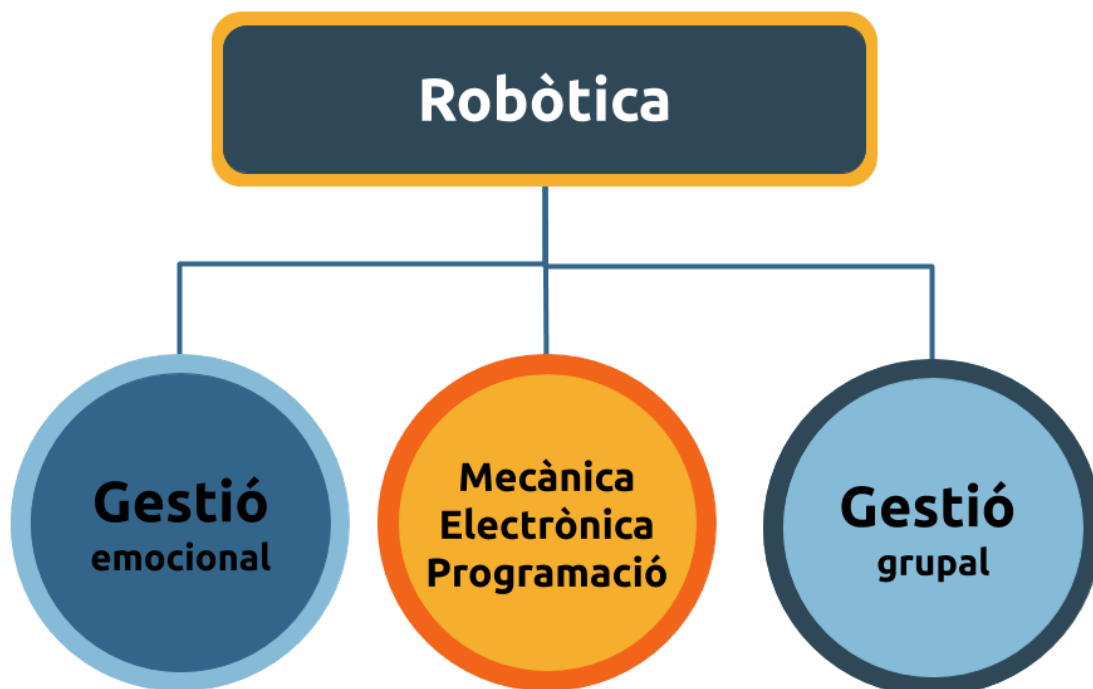 Robòtica
Gestió
emocional
Mecànica
Electrònica
Programació
Gestió
grupal